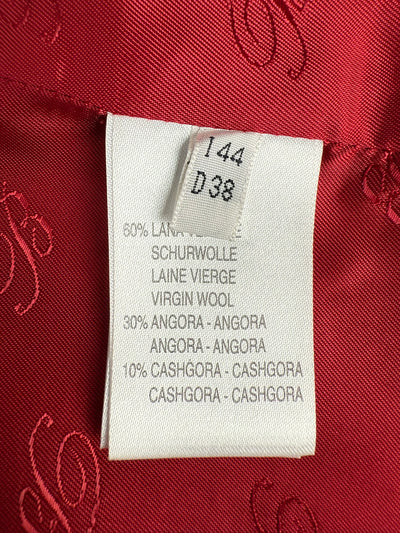 I 44
D 38
60% LANA
SCHURWOLLE
LAINE VIERGE
VIRGIN WOOL
30% ANGORA - ANGORA
ANGORA - ANGORA
10% CASHGORA - CASHGORA
CASHGORA - CASHGORA